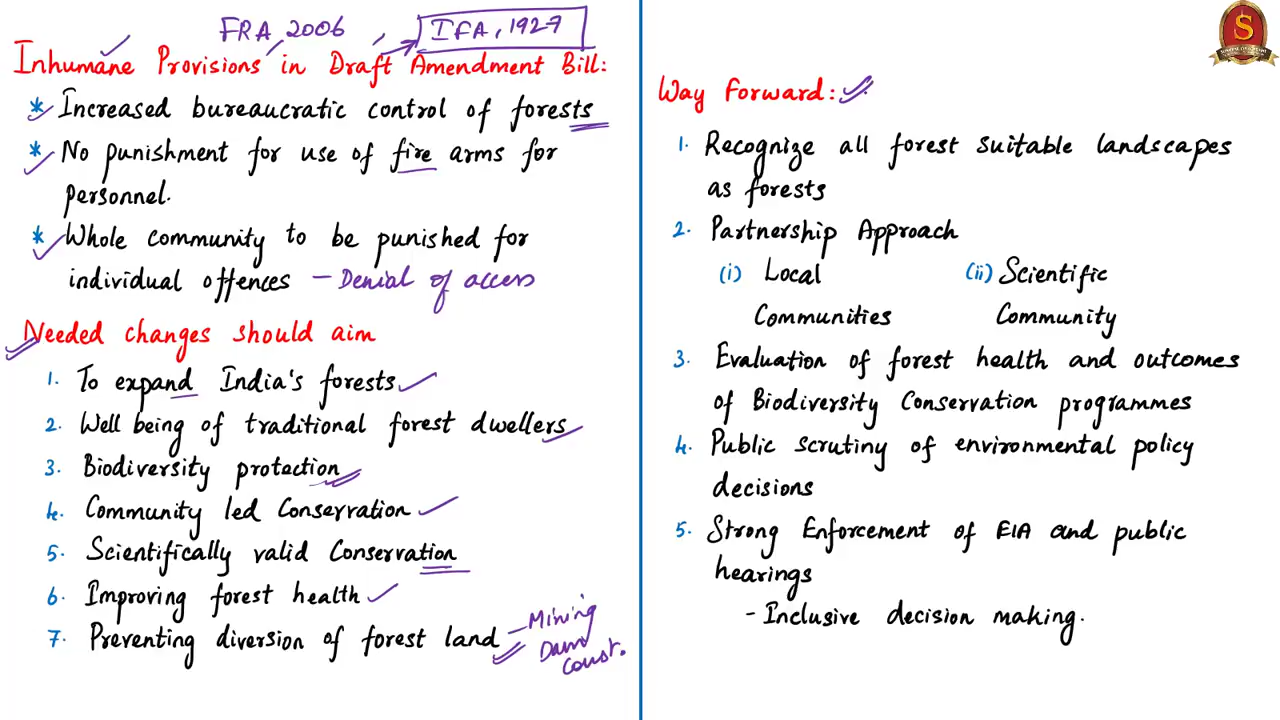 FRA, 2006
IFA, 1927
Inhumane Provisions in Draft Amendment Bill:
* Increased bureaucratic control of forests
* No punishment for use of fire arms for
personnel.
* Whole community to be punished for
individual offences - Denial of access
Needed changes should aim
1. To expand India's forests
2. Well being of traditional forest dwellers
3. Biodiversity protection
4. Community led Conservation
5. Scientifically valid Conservation
6. Improving forest health
7. Preventing diversion of forest land - Mining
Dam
const.
Way Forward:
1. Recognize all forest suitable landscapes
as forests
2. Partnership Approach
(i) Local (ii) Scientific
Communities Community
3. Evaluation of forest health and outcomes
of Biodiversity Conservation programmes
4. Public scrutiny of environmental policy
decisions
5. Strong Enforcement of EIA and public
hearings
- Inclusive decision making.
S